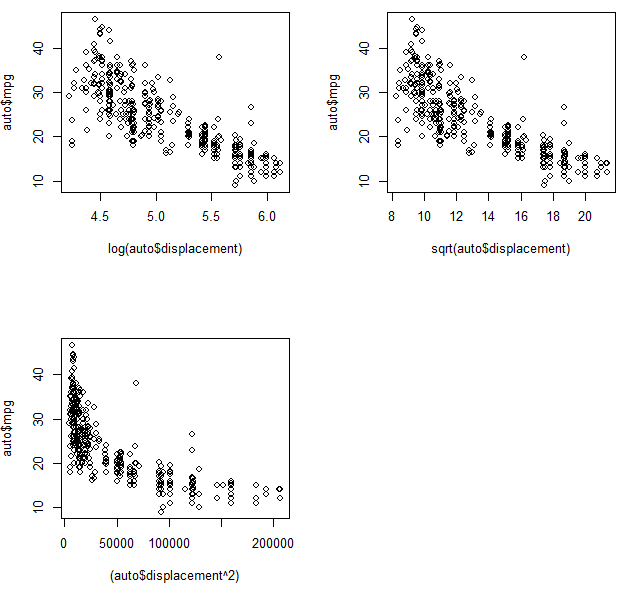 auto$mpg
40
30
20
10
4.5 5.0 5.5 6.0
log(auto$displacement)
auto$mpg
40
30
20
10
8 10 12 14 16 18 20
sqrt(auto$displacement)
auto$mpg
40
30
20
10
0 50000 100000 200000
(auto$displacement^2)